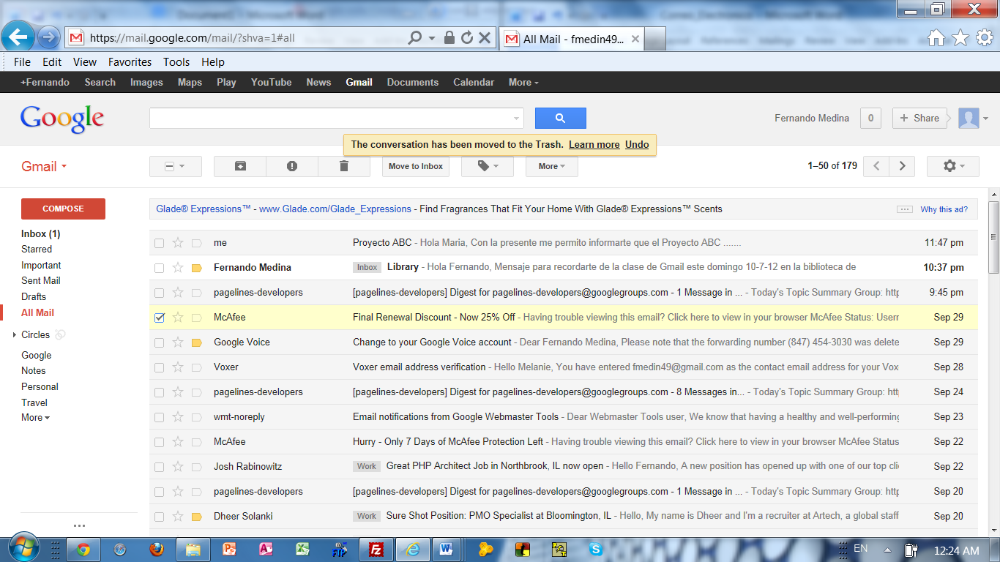 https://mail.google.com/mail/?shva=1#all
All Mail - fmedin49...
File Edit View Favorites Tools Help
+Fernando Search Images Maps Play YouTube News Gmail Documents Calendar More
Google
Fernando Medina 0 + Share
The conversation has been moved to the Trash. Learn more Undo
Gmail
Move to Inbox
More
1–50 of 179
COMPOSE
Inbox (1)
Starred
Important
Sent Mail
Drafts
All Mail
Circles
Google
Notes
Personal
Travel
More
Glade® Expressions™ - www.Glade.com/Glade_Expressions - Find Fragrances That Fit Your Home With Glade® Expressions™ Scents
Why this ad?
me Proyecto ABC - Hola Maria, Con la presente me permito informarte que el Proyecto ABC ....... 11:47 pm
Fernando Medina Inbox Library - Hola Fernando, Mensaje para recordarte de la clase de Gmail este domingo 10-7-12 en la biblioteca de 10:37 pm
pagelines-developers [pagelines-developers] Digest for pagelines-developers@googlegroups.com - 1 Message in ... - Today's Topic Summary Group: http 9:45 pm
McAfee Final Renewal Discount - Now 25% Off - Having trouble viewing this email? Click here to view in your browser McAfee Status: Usern Sep 29
Google Voice Change to your Google Voice account - Dear Fernando Medina, Please note that the forwarding number (847) 454-3030 was delete Sep 29
Voxer Voxer email address verification - Hello Melanie, You have entered fmedin49@gmail.com as the contact email address for your Vox Sep 28
pagelines-developers [pagelines-developers] Digest for pagelines-developers@googlegroups.com - 8 Messages in... - Today's Topic Summary Group: http Sep 24
wmt-noreply Email notifications from Google Webmaster Tools - Dear Webmaster Tools user, We know that having a healthy and well-performing Sep 23
McAfee Hurry - Only 7 Days of McAfee Protection Left - Having trouble viewing this email? Click here to view in your browser McAfee Status Sep 22
Josh Rabinowitz Work Great PHP Architect Job in Northbrook, IL now open - Hello Fernando, A new position has opened up with one of our top clie Sep 22
pagelines-developers [pagelines-developers] Digest for pagelines-developers@googlegroups.com - 1 Message in ... - Today's Topic Summary Group: http Sep 20
Dheer Solanki Work Sure Shot Position: PMO Specialist at Bloomington, IL - Hello, My name is Dheer and I'm a recruiter at Artech, a global staff Sep 20
EN 12:24 AM